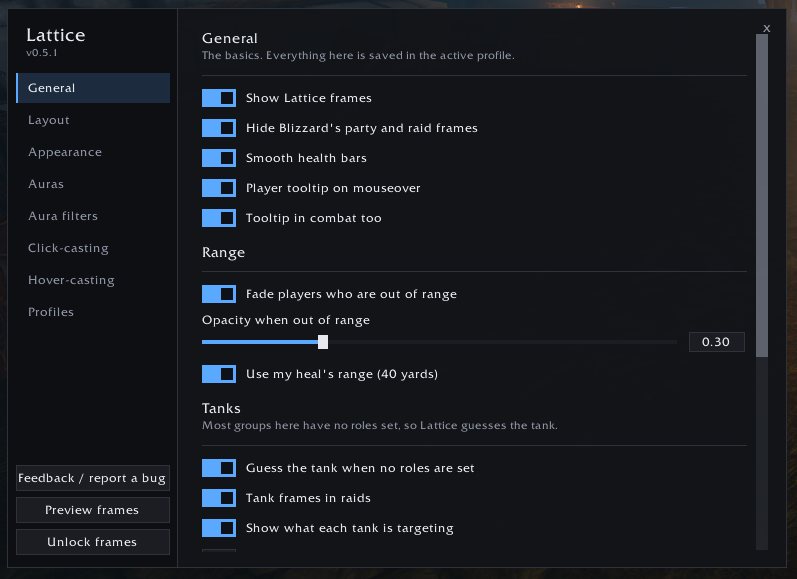 Lattice
v0.5.1
General
Layout
Appearance
Auras
Aura filters
Click-casting
Hover-casting
Profiles
Feedback / report a bug
Preview frames
Unlock frames
x
General
The basics. Everything here is saved in the active profile.
Show Lattice frames
Hide Blizzard's party and raid frames
Smooth health bars
Player tooltip on mouseover
Tooltip in combat too
Range
Fade players who are out of range
Opacity when out of range
0.30
Use my heal's range (40 yards)
Tanks
Most groups here have no roles set, so Lattice guesses the tank.
Guess the tank when no roles are set
Tank frames in raids
Show what each tank is targeting